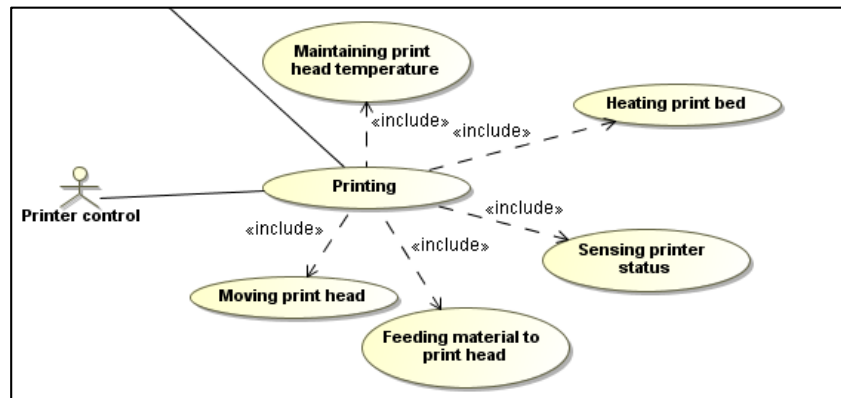 Maintaining print
head temperature
Heating print bed
«include»
«include»
Printing
Printer control
«include»
«include»
«include»
Sensing printer
status
Moving print head
Feeding material to
print head